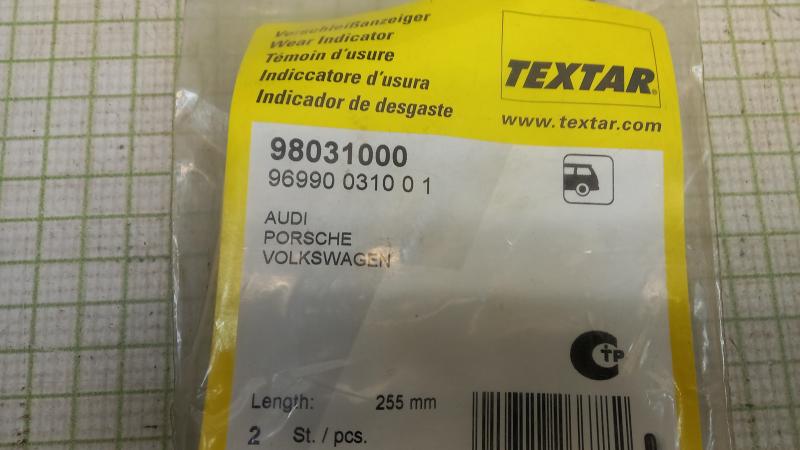 Verschleißanzeiger
Wear Indicator
Témoin d'usure
Indiccatore d'usura
Indicador de desgaste
TEXTAR®
www.textar.com
98031000
96990 0310 0 1
AUDI
PORSCHE
VOLKSWAGEN
C TP
Length: 255 mm
2 St. / pcs.